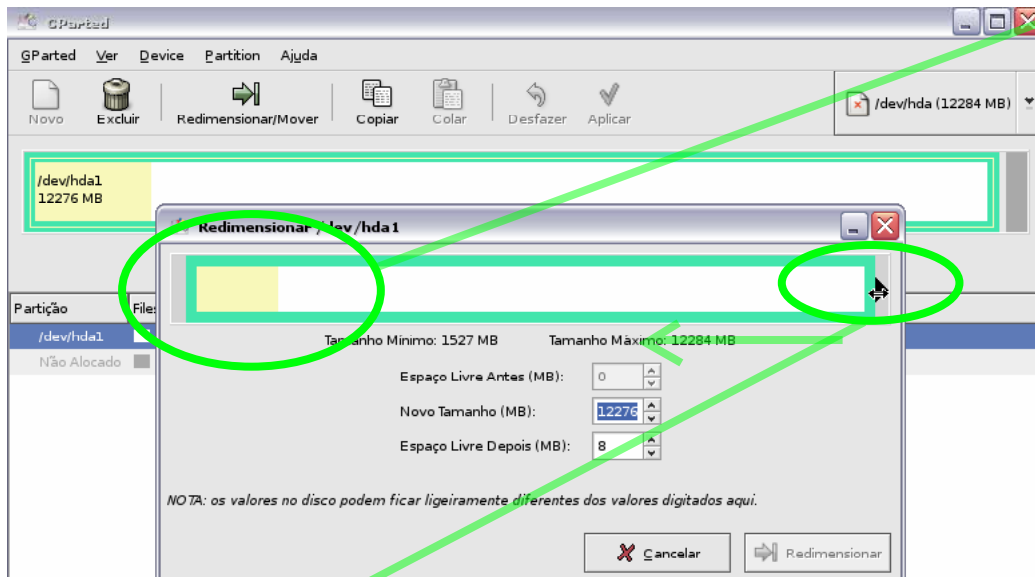 GParted
GParted Ver Device Partition Ajuda
Novo Excluir Redimensionar/Mover Copiar Colar Desfazer Aplicar /dev/hda (12284 MB)
/dev/hda1
12276 MB
Redimensionar /dev/hda1
Partição
/dev/hda1
Não Alocado
Tamanho Mínimo: 1527 MB Tamanho Máximo: 12284 MB
Espaço Livre Antes (MB): 0
Novo Tamanho (MB): 12276
Espaço Livre Depois (MB): 8
NOTA: os valores no disco podem ficar ligeiramente diferentes dos valores digitados aqui.
Cancelar Redimensionar